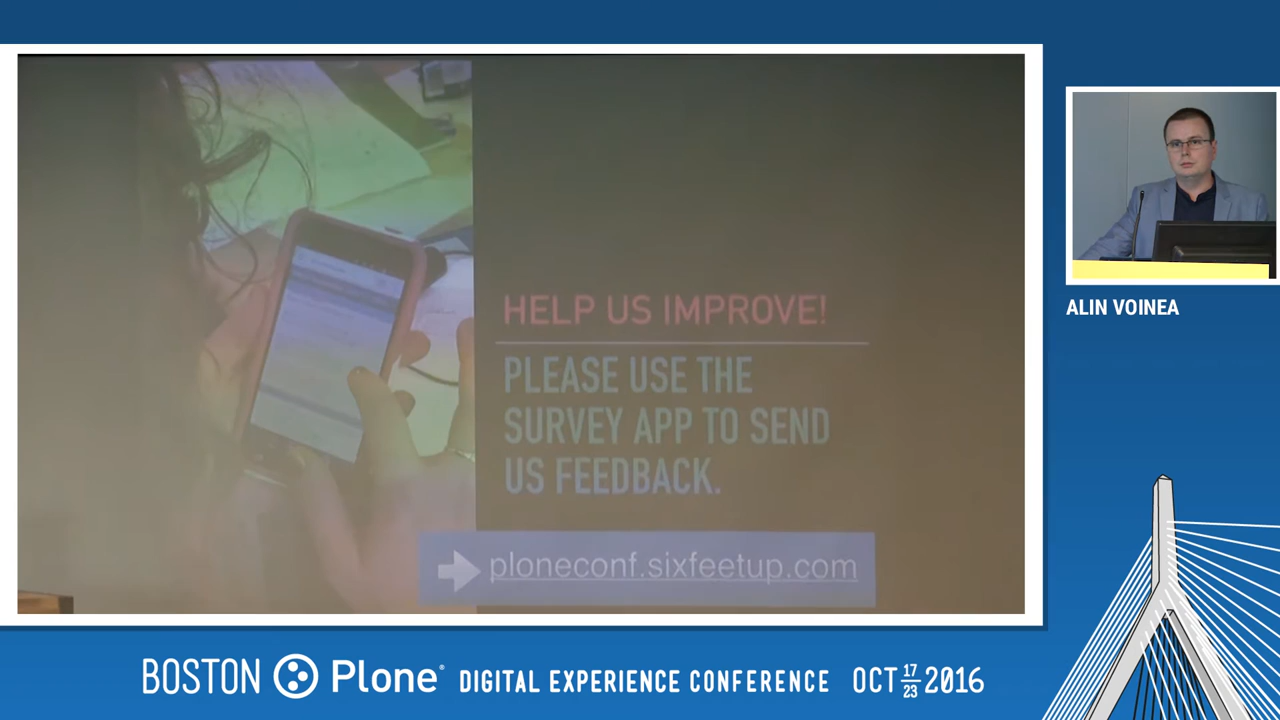 HELP US IMPROVE!
PLEASE USE THE
SURVEY APP TO SEND
US FEEDBACK.
ploneconf.sixfeetup.com
ALIN VOINEA
BOSTON Plone® DIGITAL EXPERIENCE CONFERENCE OCT 17 23 2016